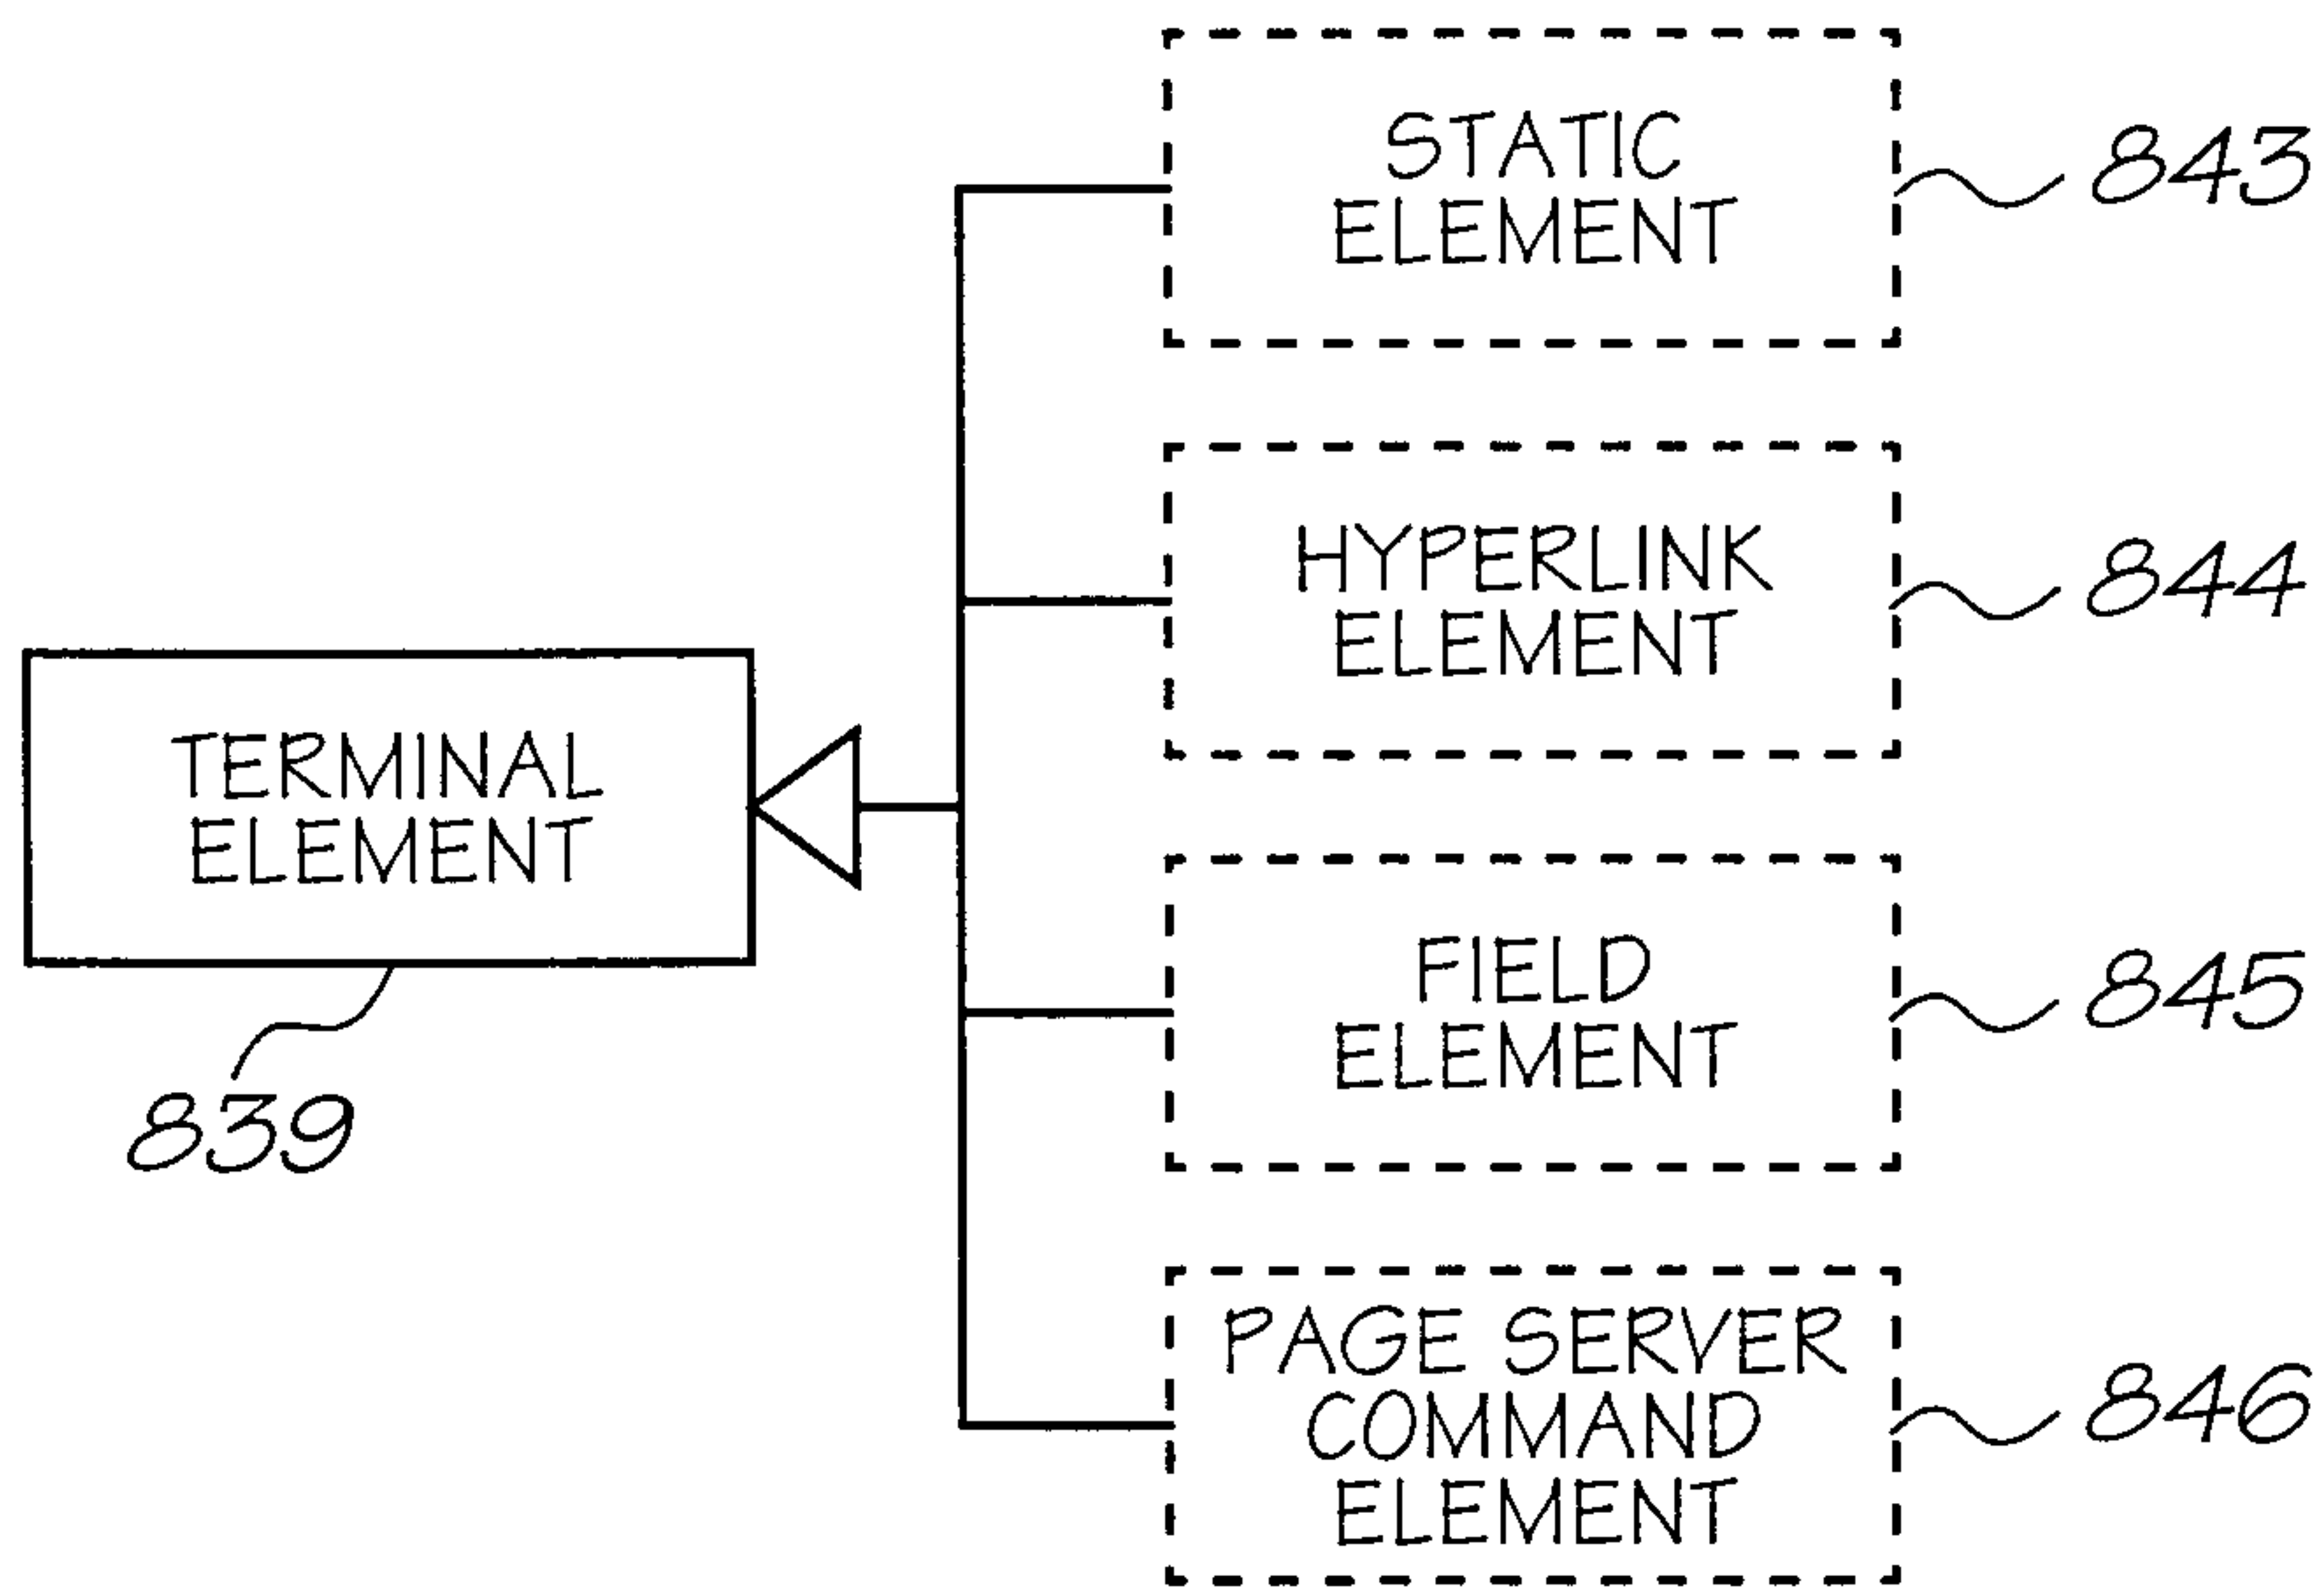 STATIC
ELEMENT
843
HYPERLINK
ELEMENT
844
TERMINAL
ELEMENT
839
FIELD
ELEMENT
845
PAGE SERVER
COMMAND
ELEMENT
846